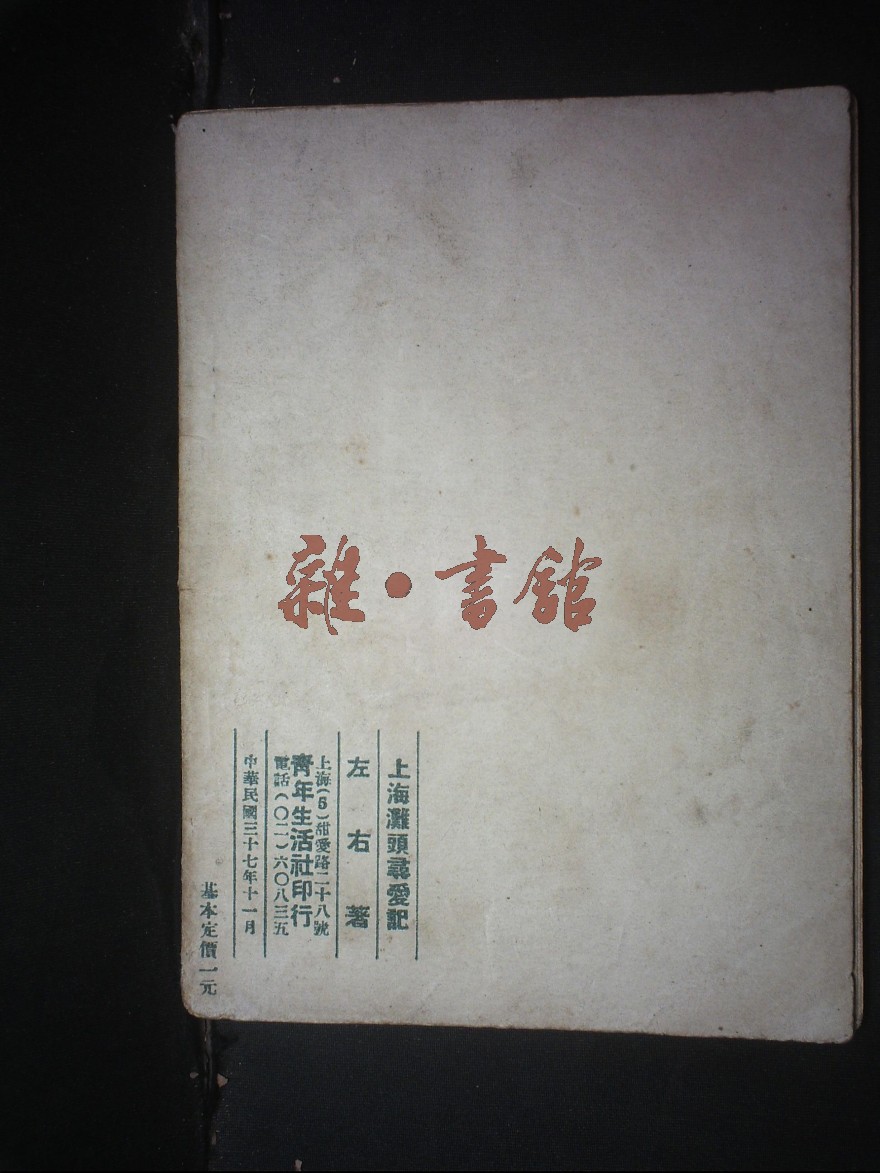 雜·書館
上海灘頭尋愛記
左右著
上海(5)甜愛路二十八號
青年生活社印行
電話(〇二)六〇八三五
中華民國三十七年十一月
基本定價一元